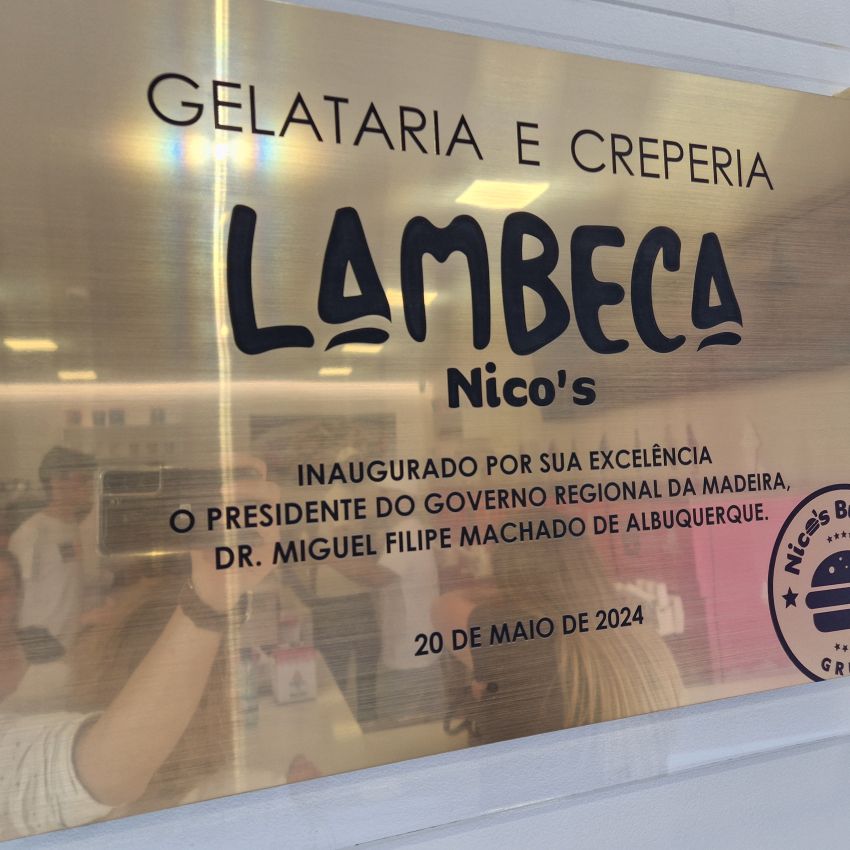 GELATARIA E CREPERIA
LAMBECA
Nico's
INAUGURADO POR SUA EXCELÊNCIA
O PRESIDENTE DO GOVERNO REGIONAL DA MADEIRA,
DR. MIGUEL FILIPE MACHADO DE ALBUQUERQUE.
20 DE MAIO DE 2024
Nico's